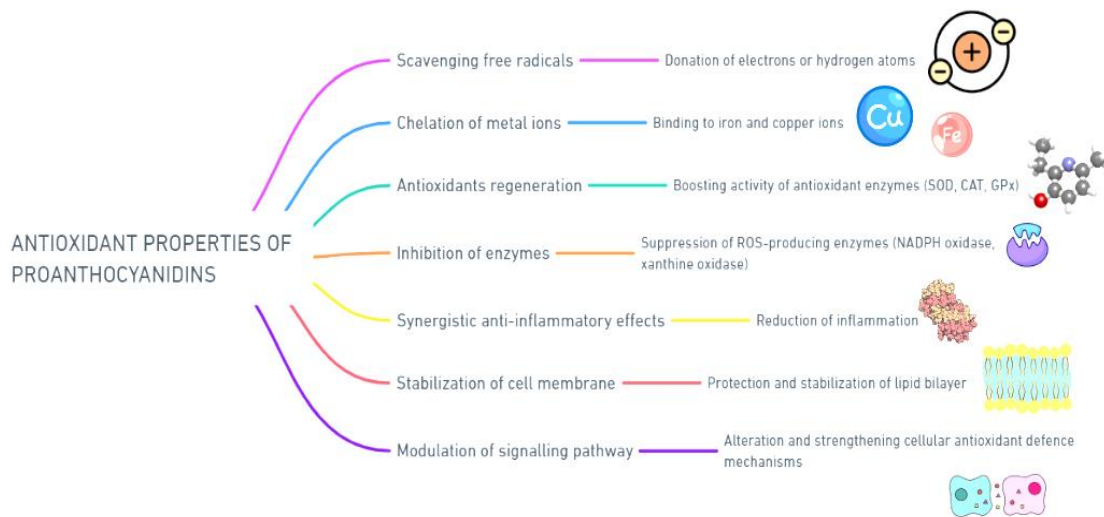 Scavenging free radicals
Donation of electrons or hydrogen atoms
Chelation of metal ions
Binding to iron and copper ions
Cu
Fe
Antioxidants regeneration
Boosting activity of antioxidant enzymes (SOD, CAT, GPx)
ANTIOXIDANT PROPERTIES OF
PROANTHOCYANIDINS
Inhibition of enzymes
Suppression of ROS-producing enzymes (NADPH oxidase,
xanthine oxidase)
Synergistic anti-inflammatory effects
Reduction of inflammation
Stabilization of cell membrane
Protection and stabilization of lipid bilayer
Modulation of signalling pathway
Alteration and strengthening cellular antioxidant defence
mechanisms